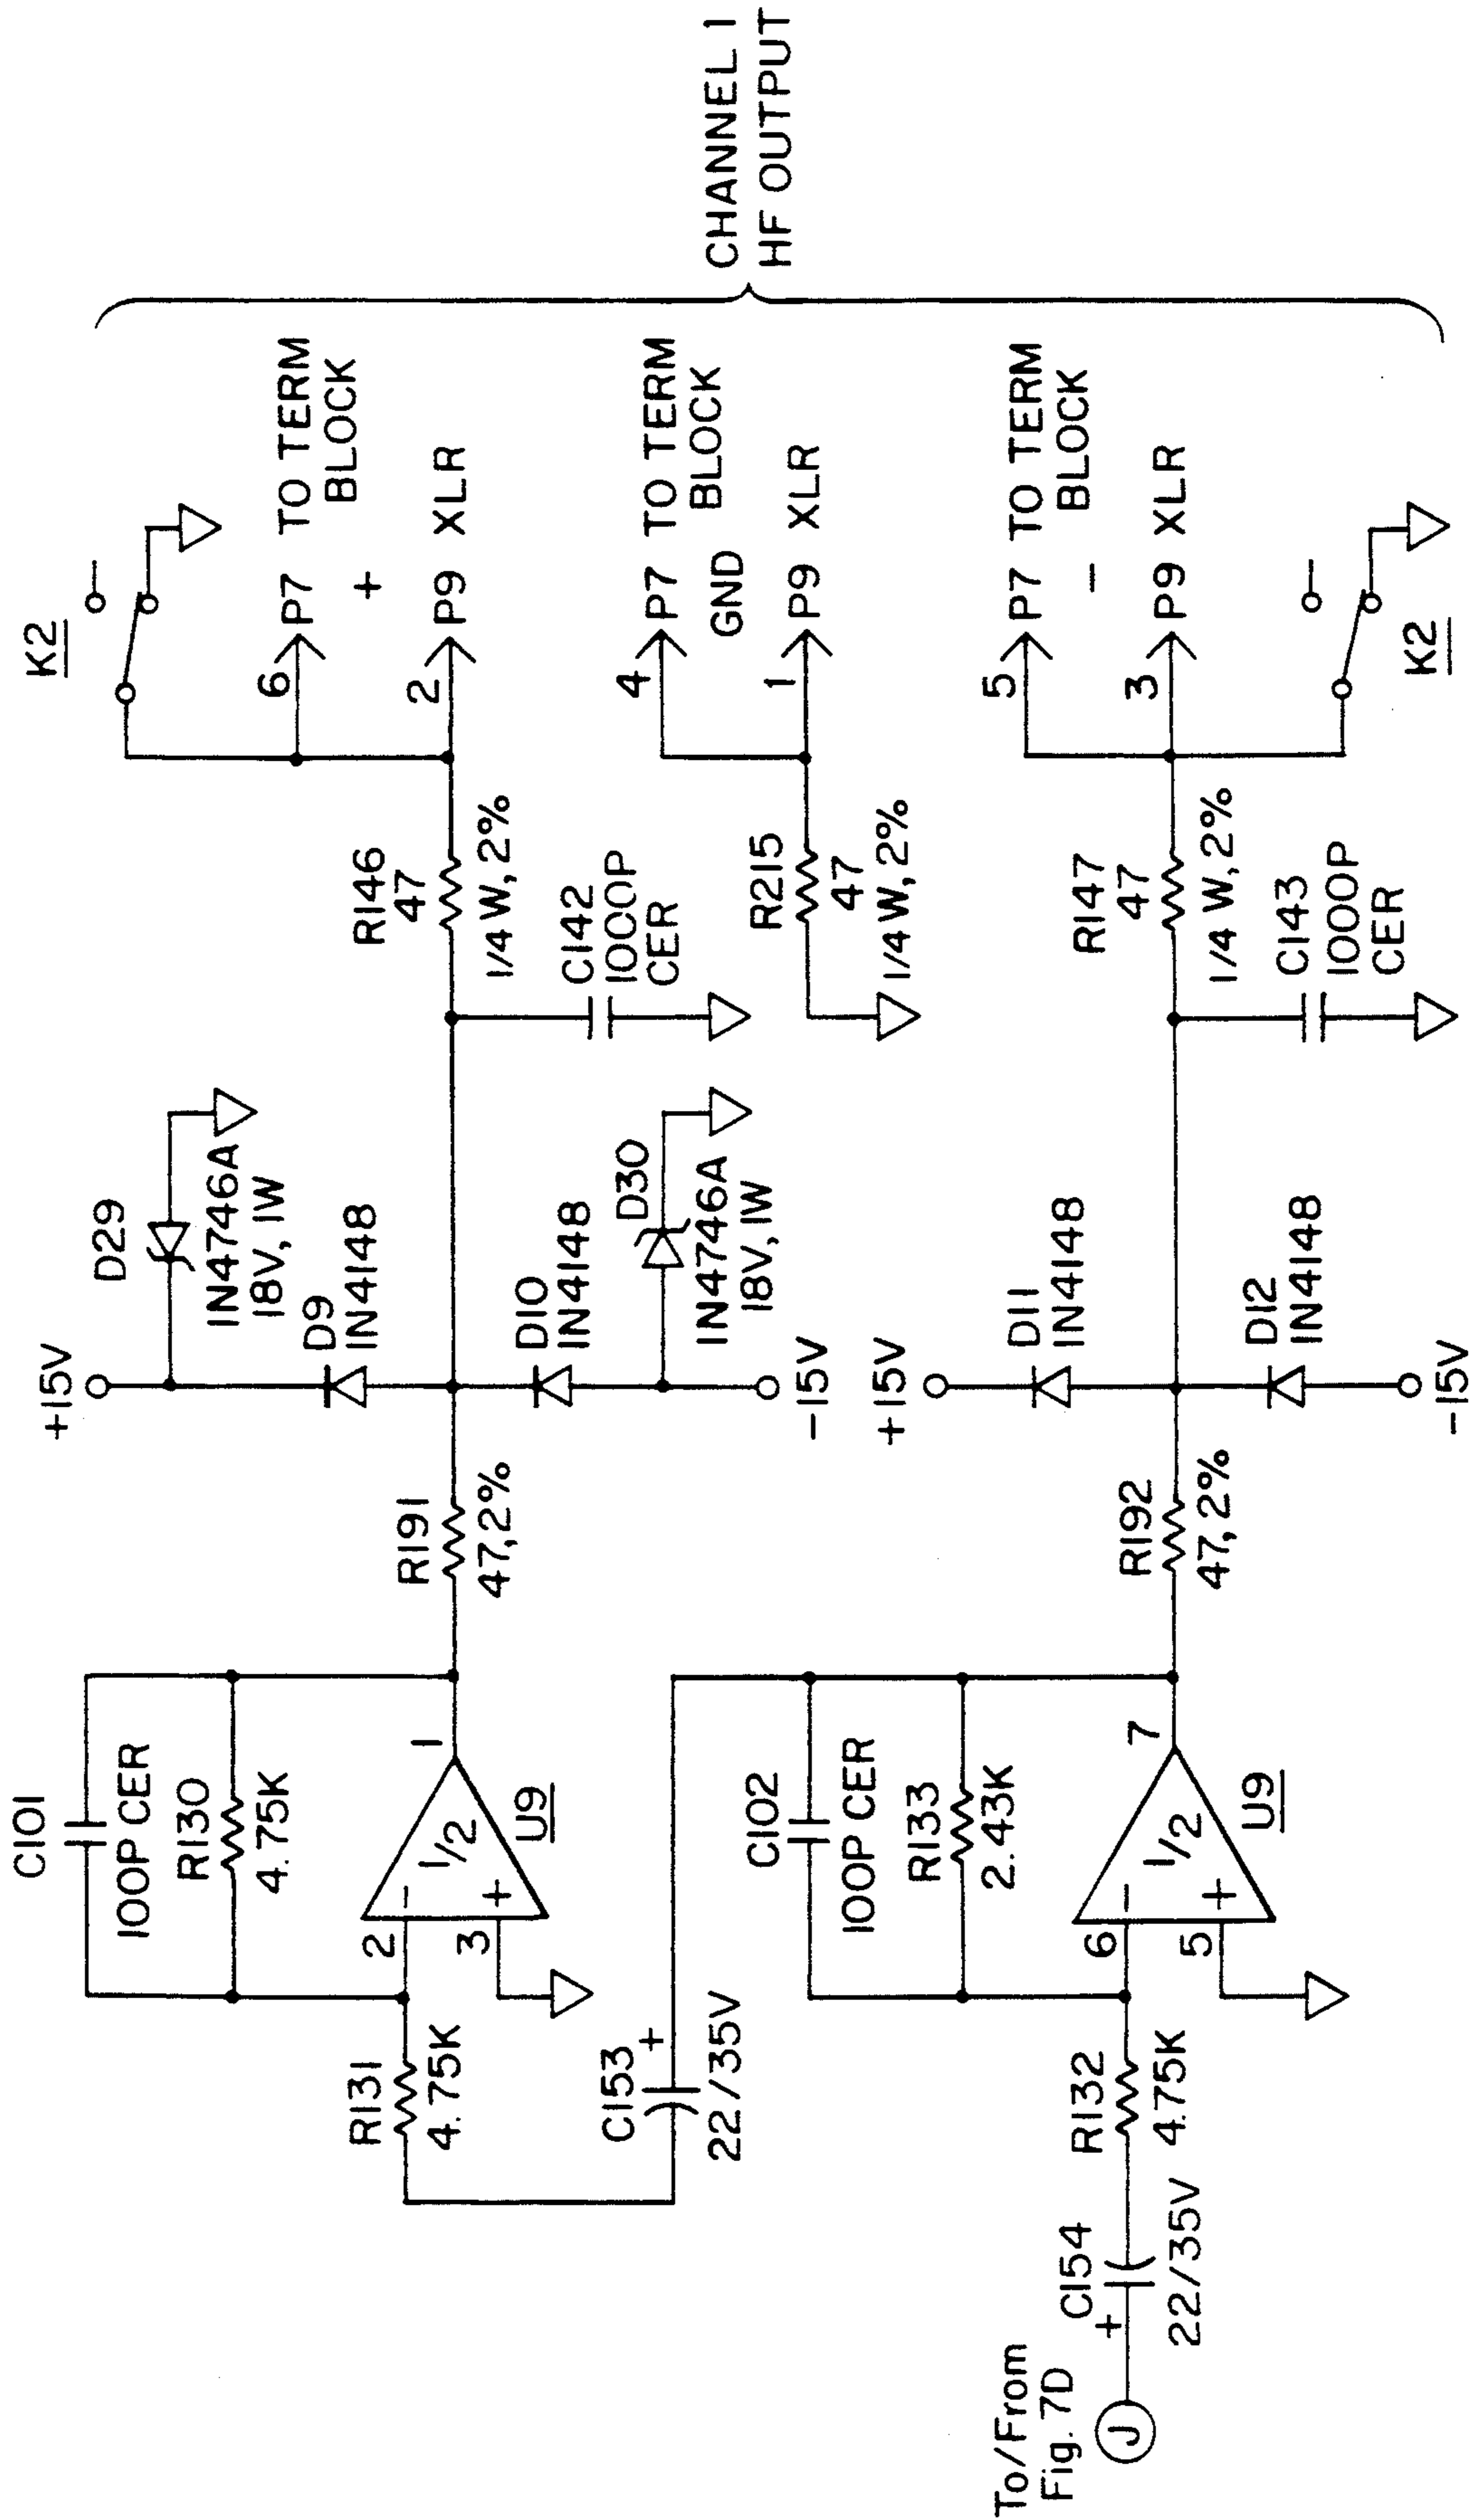 K2
P7 TO TERM
BLOCK
6
+
2
P9 XLR
P7 TO TERM
BLOCK
4
GND
1
P9 XLR
P7 TO TERM
BLOCK
5
−
3
P9 XLR
K2
CHANNEL 1
HF OUTPUT
+15V
D29
1N4746A
18V, 1W
D9
1N4148
D10
1N4148
D30
1N4746A
18V, 1W
−15V
R146
47
1/4 W, 2%
C142
1000P
CER
R215
47
1/4 W, 2%
+15V
D11
1N4148
D12
1N4148
−15V
R147
47
1/4 W, 2%
C143
1000P
CER
C101
100P CER
R130
4.75K
R131
4.75K
2
−
3
+
1/2
U9
1
R191
47, 2%
C153
+
22/35V
C102
100P CER
R133
2.43K
6
−
5
+
1/2
U9
7
R192
47, 2%
To/From
Fig. 7D
J
+
C154
22/35V
R132
4.75K